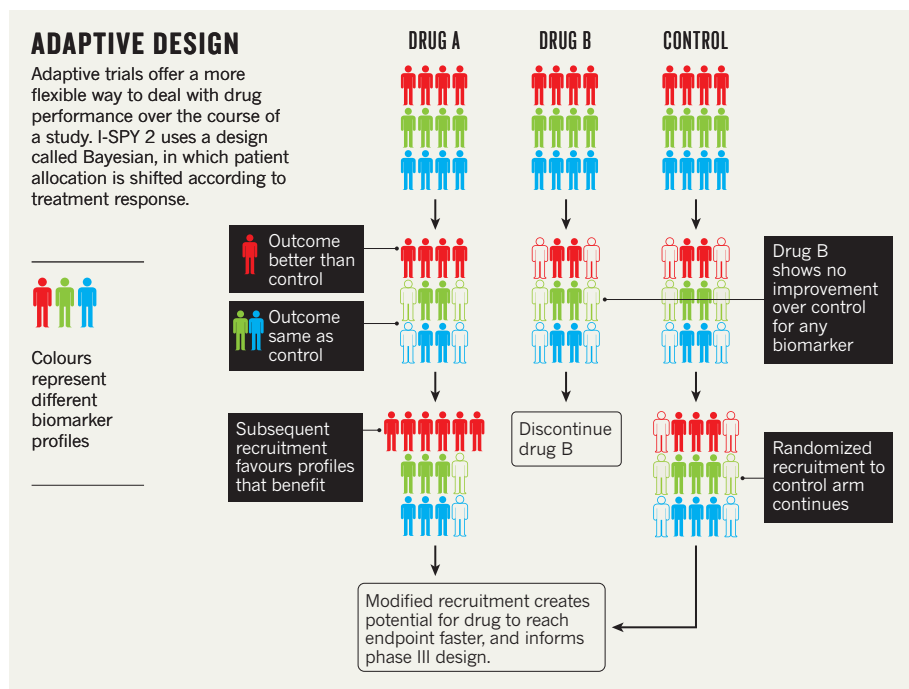 ADAPTIVE DESIGN
Adaptive trials offer a more
flexible way to deal with drug
performance over the course of
a study. I-SPY 2 uses a design
called Bayesian, in which patient
allocation is shifted according to
treatment response.
DRUG A
DRUG B
CONTROL
Colours
represent
different
biomarker
profiles
Outcome
better than
control
Outcome
same as
control
Drug B
shows no
improvement
over control
for any
biomarker
Subsequent
recruitment
favours profiles
that benefit
Discontinue
drug B
Randomized
recruitment to
control arm
continues
Modified recruitment creates
potential for drug to reach
endpoint faster, and informs
phase III design.